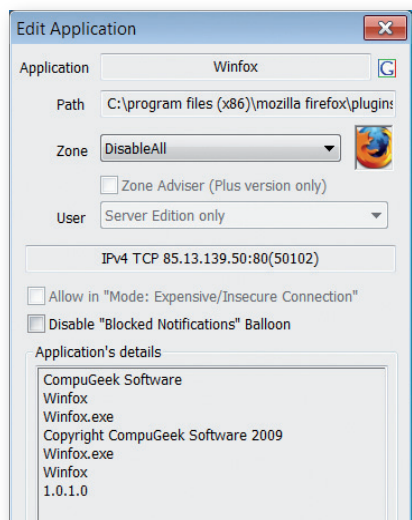 Edit Application
Application Winfox G
Path C:\program files (x86)\mozilla firefox\plugins
Zone DisableAll
Zone Adviser (Plus version only)
User Server Edition only
IPv4 TCP 85.13.139.50:80(50102)
Allow in "Mode: Expensive/Insecure Connection"
Disable "Blocked Notifications" Balloon
Application's details
CompuGeek Software
Winfox
Winfox.exe
Copyright CompuGeek Software 2009
Winfox.exe
Winfox
1.0.1.0